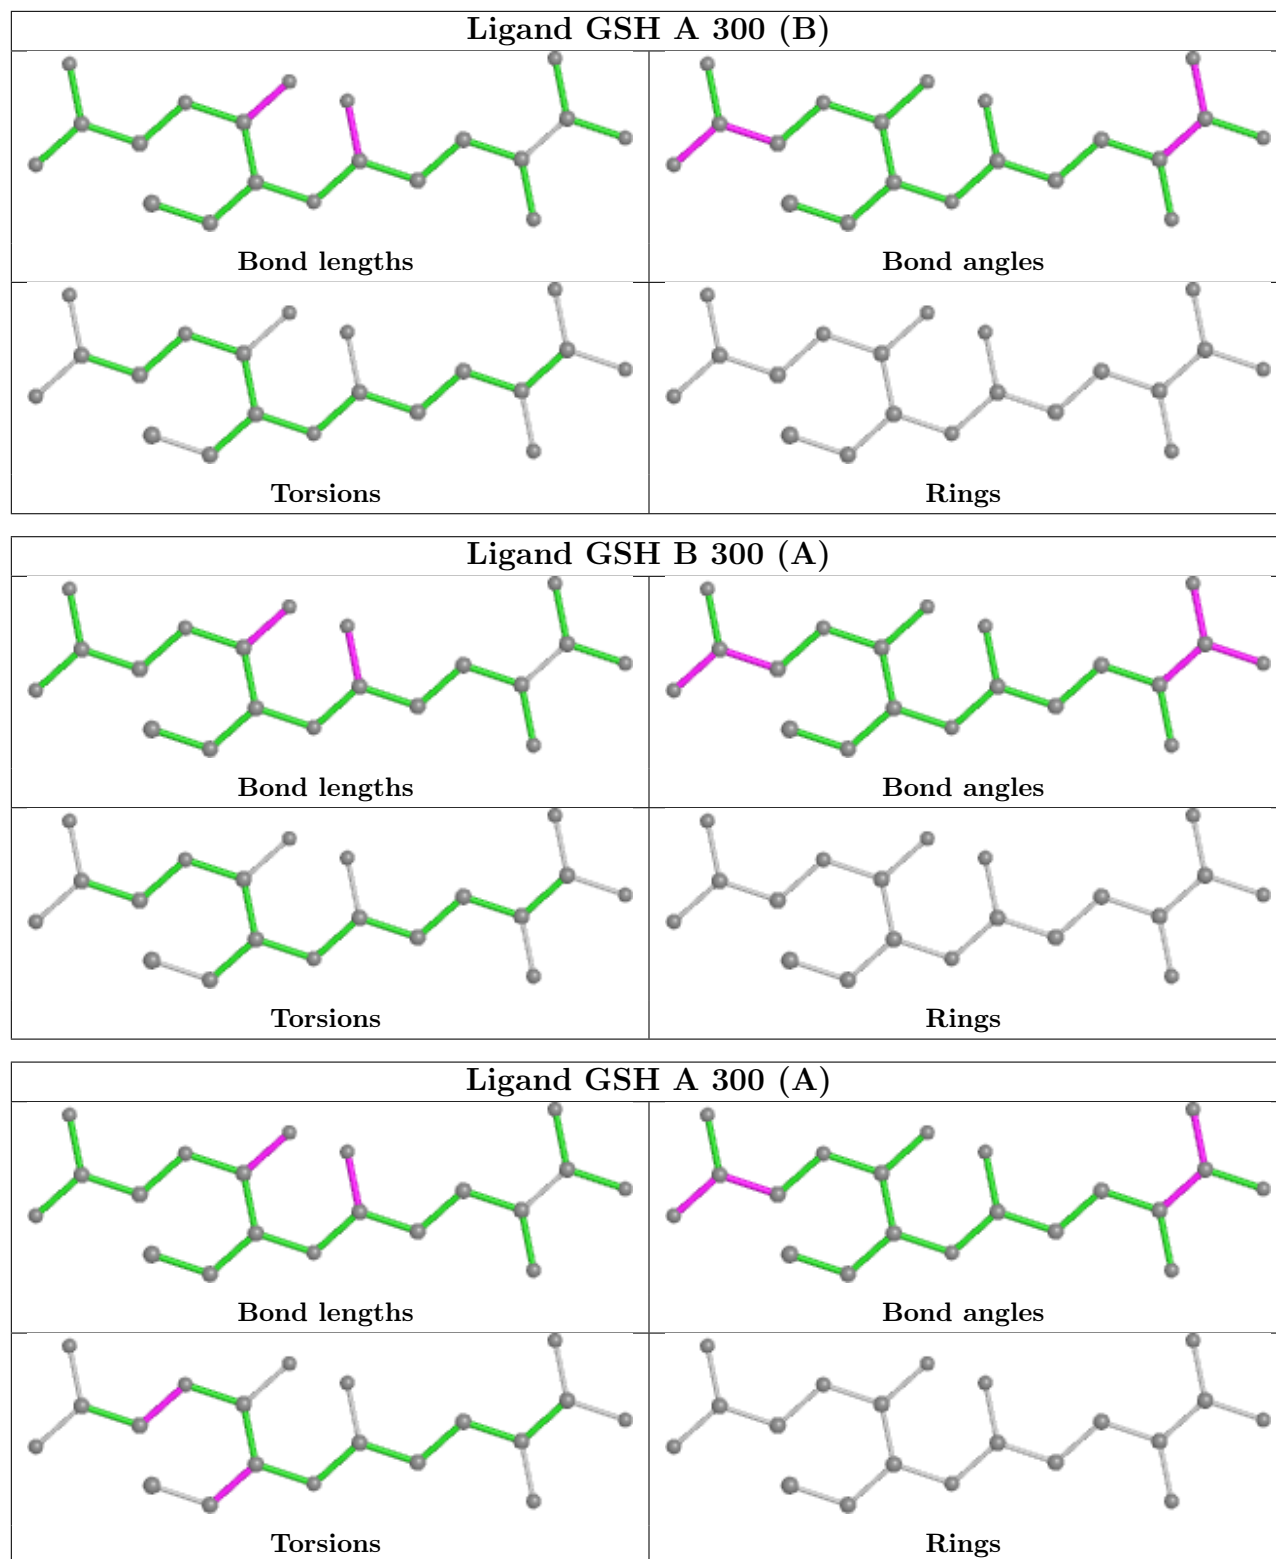 Ligand GSH A 300 (B)
Bond lengths
Bond angles
Torsions
Rings
Ligand GSH B 300 (A)
Bond lengths
Bond angles
Torsions
Rings
Ligand GSH A 300 (A)
Bond lengths
Bond angles
Torsions
Rings